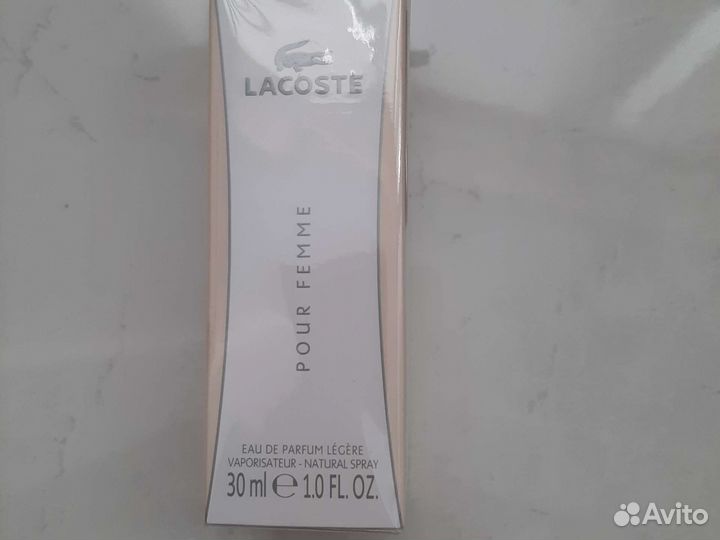 LACOSTE
POUR FEMME
EAU DE PARFUM LÉGÈRE
VAPORISATEUR - NATURAL SPRAY
30 ml e 1.0 FL. OZ.
Avito